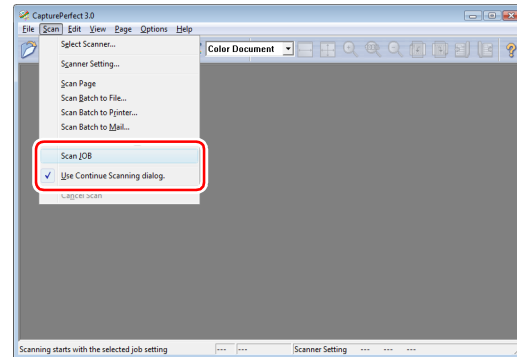 CapturePerfect 3.0
File Scan Edit View Page Options Help
Color Document
Select Scanner...
Scanner Setting...
Scan Page
Scan Batch to File...
Scan Batch to Printer...
Scan Batch to Mail...
Scan JOB
Use Continue Scanning dialog.
Cancel Scan
Scanning starts with the selected job setting --- --- Scanner Setting --- --- ---